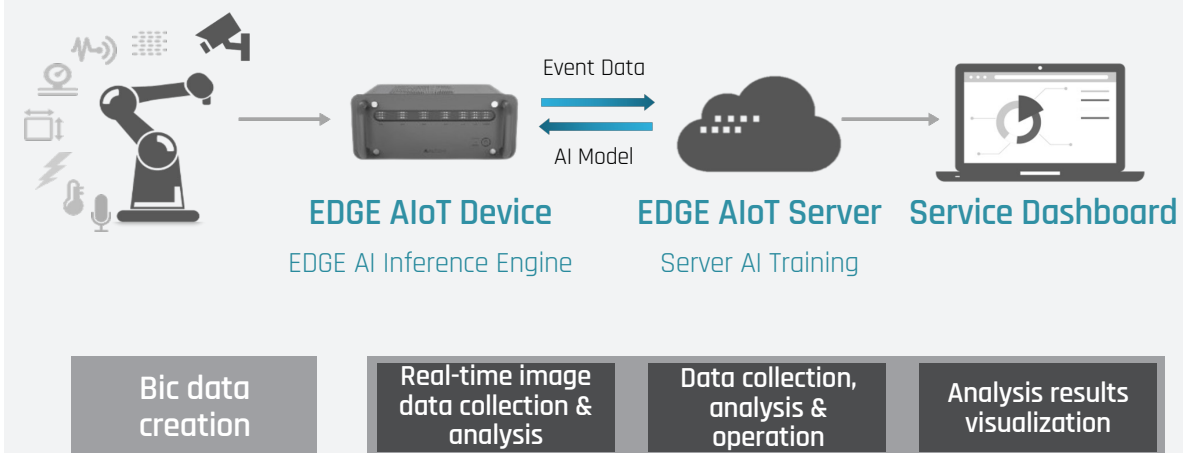 Event Data
AI Model
EDGE AIoT Device
EDGE AIoT Server
Service Dashboard
EDGE AI Inference Engine
Server AI Training
Bic data
creation
Real-time image
data collection &
analysis
Data collection,
analysis &
operation
Analysis results
visualization